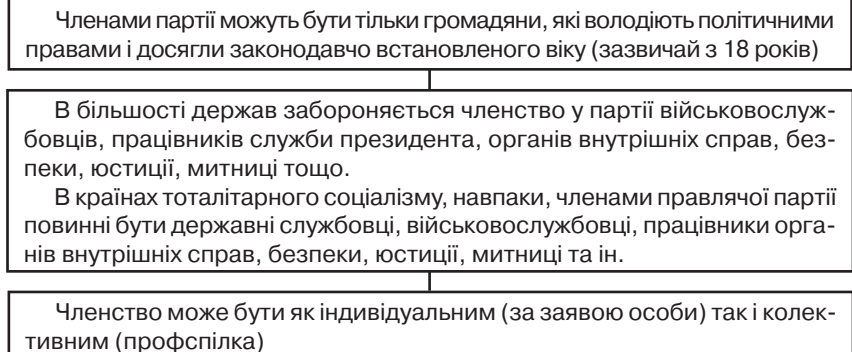 Членами партії можуть бути тільки громадяни, які володіють політичними
правами і досягли законодавчо встановленого віку (зазвичай з 18 років)
В більшості держав забороняється членство у партії військовослуж-
бовців, працівників служби президента, органів внутрішніх справ, без-
пеки, юстиції, митниці тощо.
В країнах тоталітарного соціалізму, навпаки, членами правлячої партії
повинні бути державні службовці, військовослужбовці, працівники орга-
нів внутрішніх справ, безпеки, юстиції, митниці та ін.
Членство може бути як індивідуальним (за заявою особи) так і колек-
тивним (профспілка)